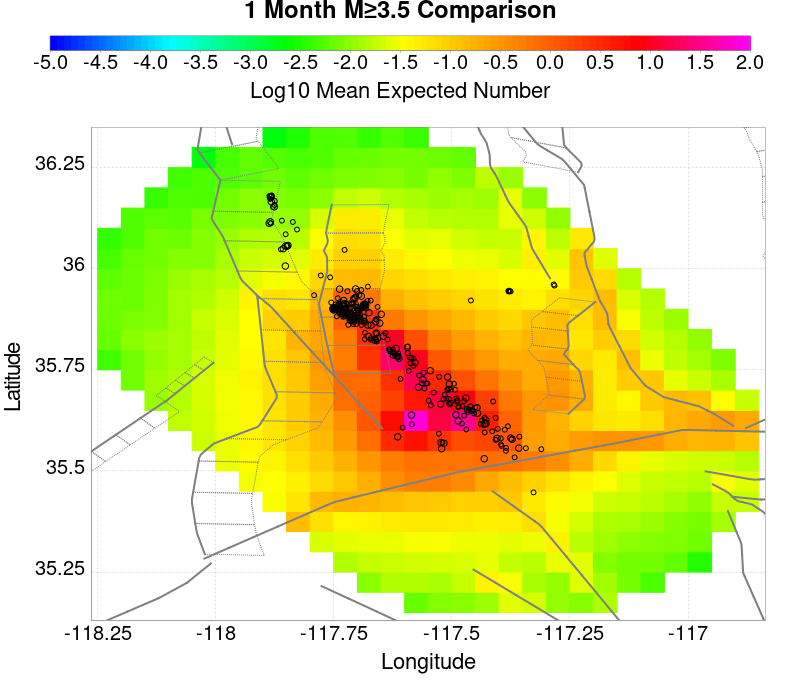 1 Month M≥3.5 Comparison
-5.0 -4.5 -4.0 -3.5 -3.0 -2.5 -2.0 -1.5 -1.0 -0.5 0.0 0.5 1.0 1.5 2.0
Log10 Mean Expected Number
36.25
36
35.75
35.5
35.25
Latitude
-118.25 -118 -117.75 -117.5 -117.25 -117
Longitude